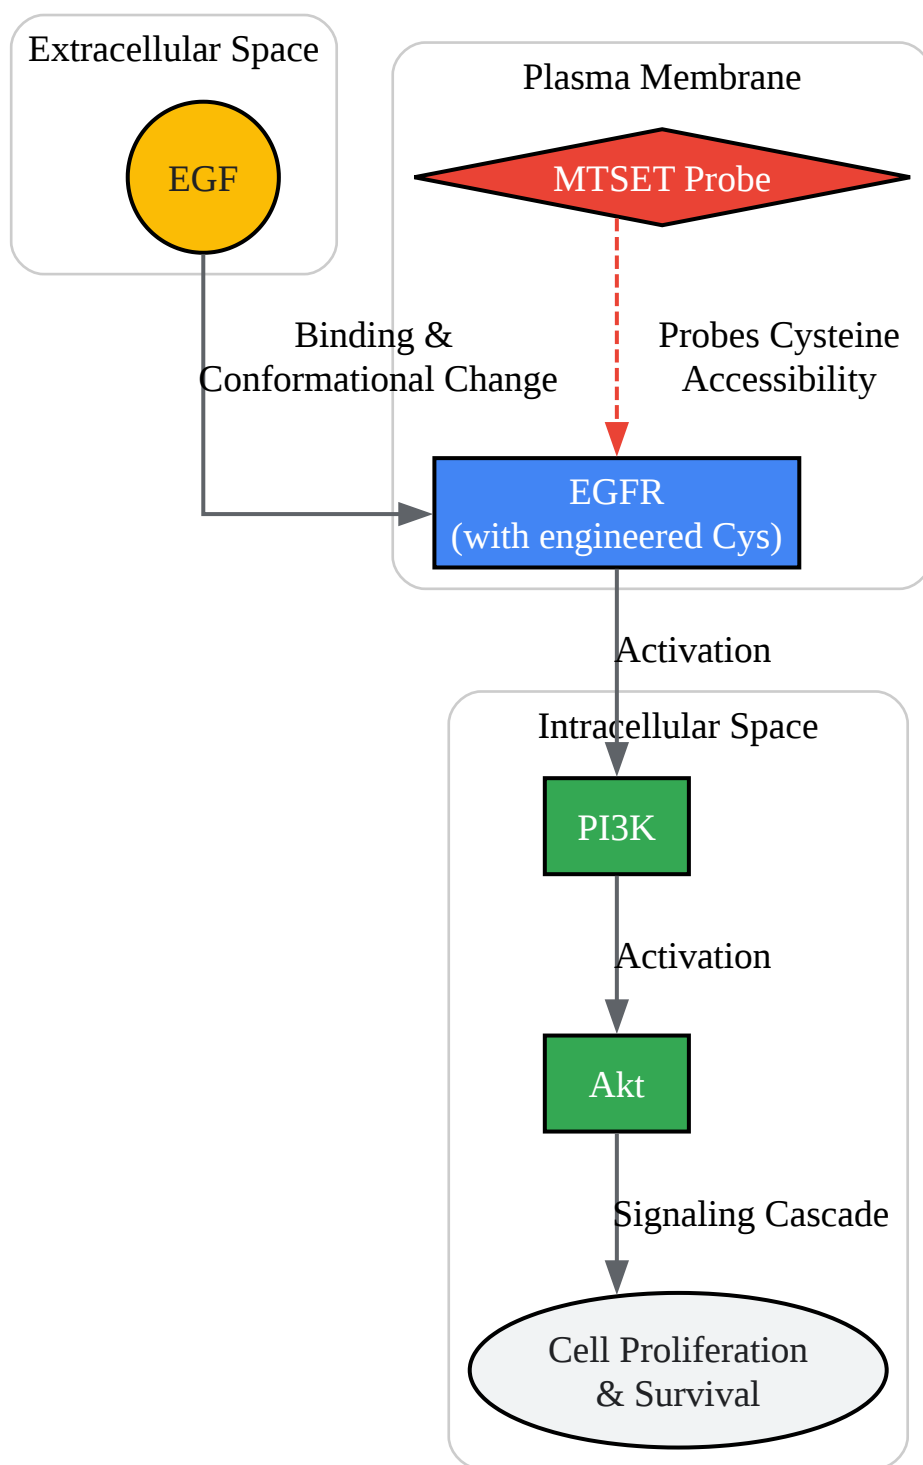 Extracellular Space
Plasma Membrane
EGF
MTSET Probe
Binding &
Conformational Change
Probes Cysteine
Accessibility
EGFR
(with engineered Cys)
Activation
Intracellular Space
PI3K
Activation
Akt
Signaling Cascade
Cell Proliferation
& Survival